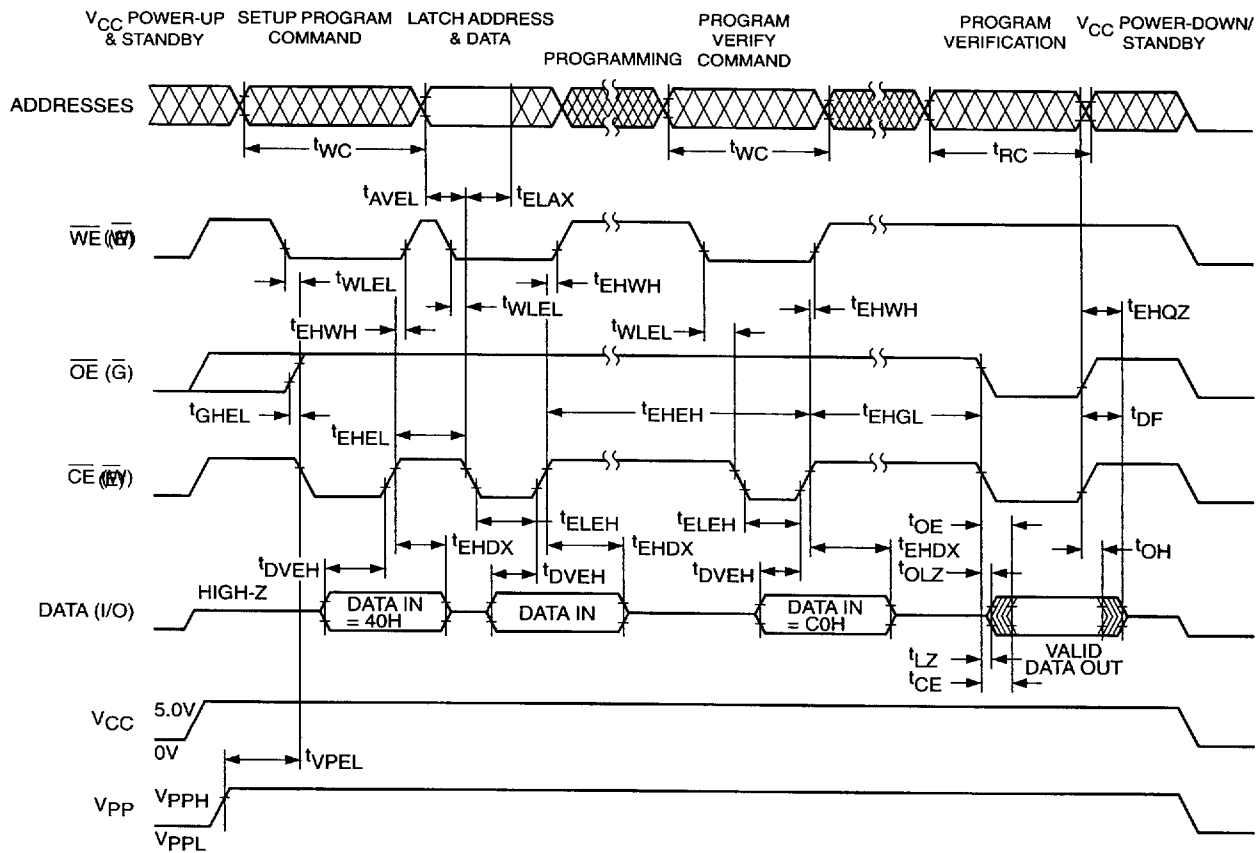 VCC POWER-UP & STANDBY
SETUP PROGRAM COMMAND
LATCH ADDRESS & DATA
PROGRAMMING
PROGRAM VERIFY COMMAND
PROGRAM VERIFICATION
VCC POWER-DOWN/ STANDBY
ADDRESSES
tWC
tWC
tRC
tAVEL
tELAX
WE
tWLEL
tEHWH
tWLEL
tEHWH
tWLEL
tEHWH
tEHQZ
OE (G)
tGHEL
tEHEL
tEHEH
tEHGL
tDF
CE
tELEH
tELEH
tOE
tEHDX
tEHDX
tEHDX
tOH
tDVEH
tDVEH
tDVEH
tOLZ
HIGH-Z
DATA (I/O)
DATA IN = 40H
DATA IN
DATA IN = C0H
VALID DATA OUT
tLZ
tCE
VCC
5.0V
0V
tVPEL
VPP
VPPH
VPPL